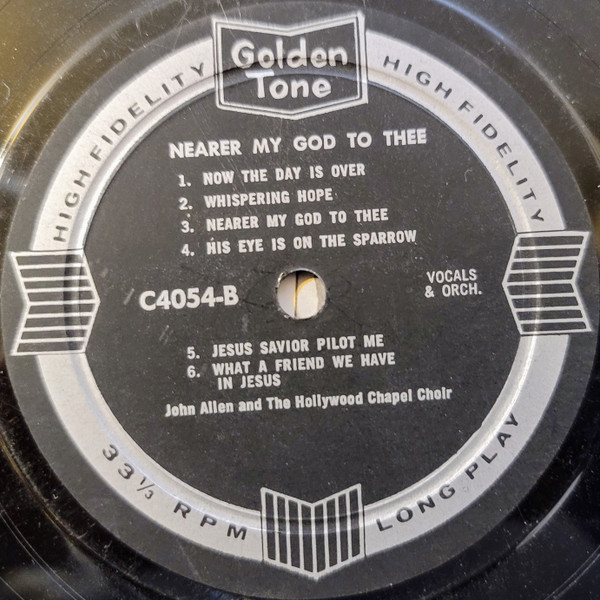 Golden
Tone
HIGH FIDELITY
HIGH FIDELITY
NEARER MY GOD TO THEE
1. NOW THE DAY IS OVER
2. WHISPERING HOPE
3. NEARER MY GOD TO THEE
4. HIS EYE IS ON THE SPARROW
C4054-B
VOCALS
& ORCH.
5. JESUS SAVIOR PILOT ME
6. WHAT A FRIEND WE HAVE
IN JESUS
John Allen and The Hollywood Chapel Choir
33⅓ RPM
LONG PLAY